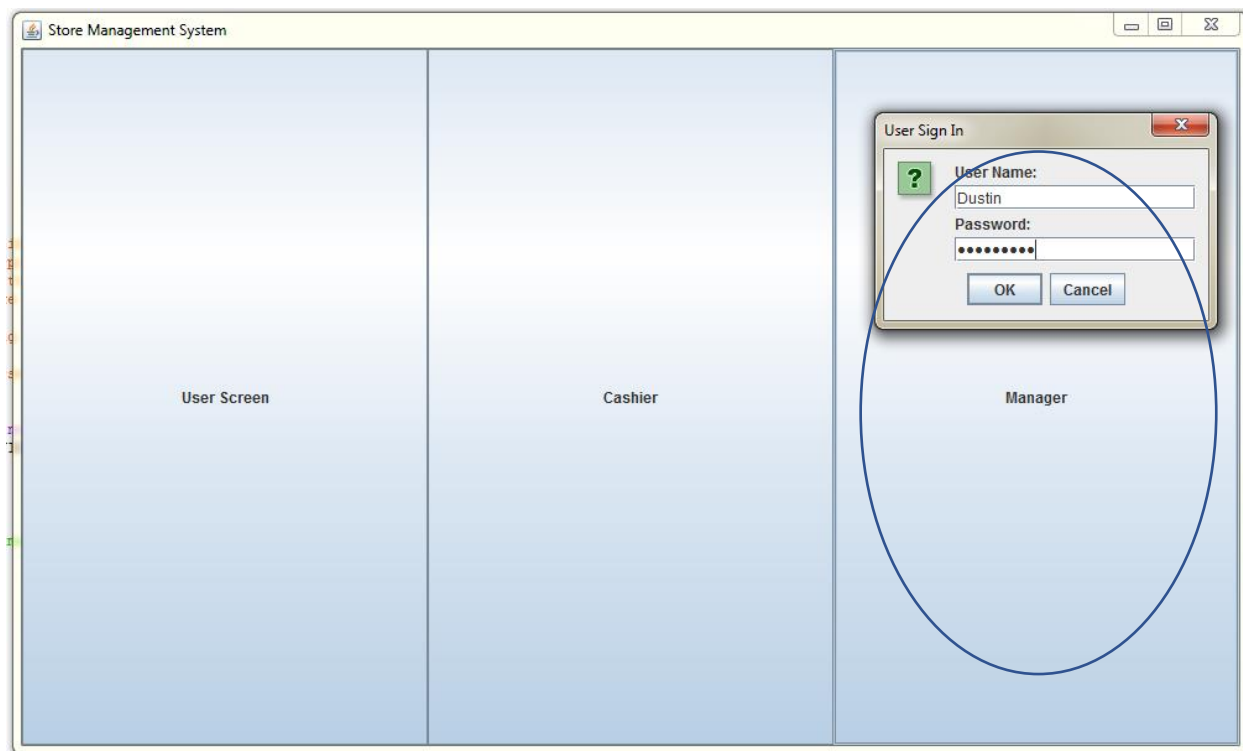 Store Management System
User Sign In
?
User Name:
Dustin
Password:
•••••••••
OK Cancel
User Screen Cashier Manager